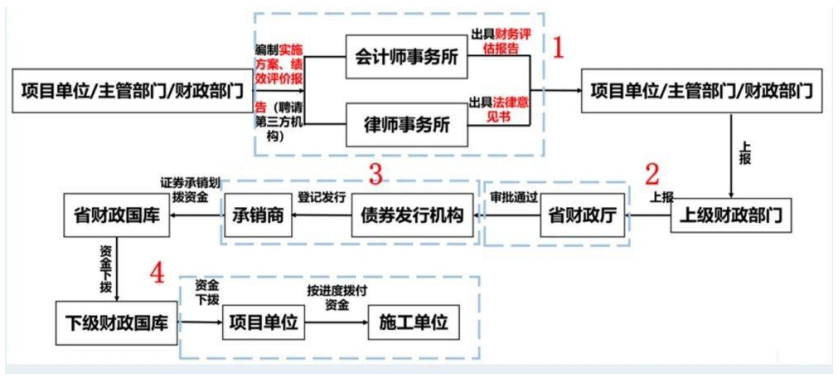 编制实施
方案、绩
效评价报
告（聘请
第三方机
构）
会计师事务所
出具财务评
估报告
1
项目单位/主管部门/财政部门
律师事务所
出具法律意
见书
项目单位/主管部门/财政部门
上报
证券承销划
拨资金
3
登记发行
审批通过
2
上报
省财政国库
承销商
债券发行机构
省财政厅
上级财政部门
资金下拨
4
资金
下拨
按进度拨付
资金
下级财政国库
项目单位
施工单位